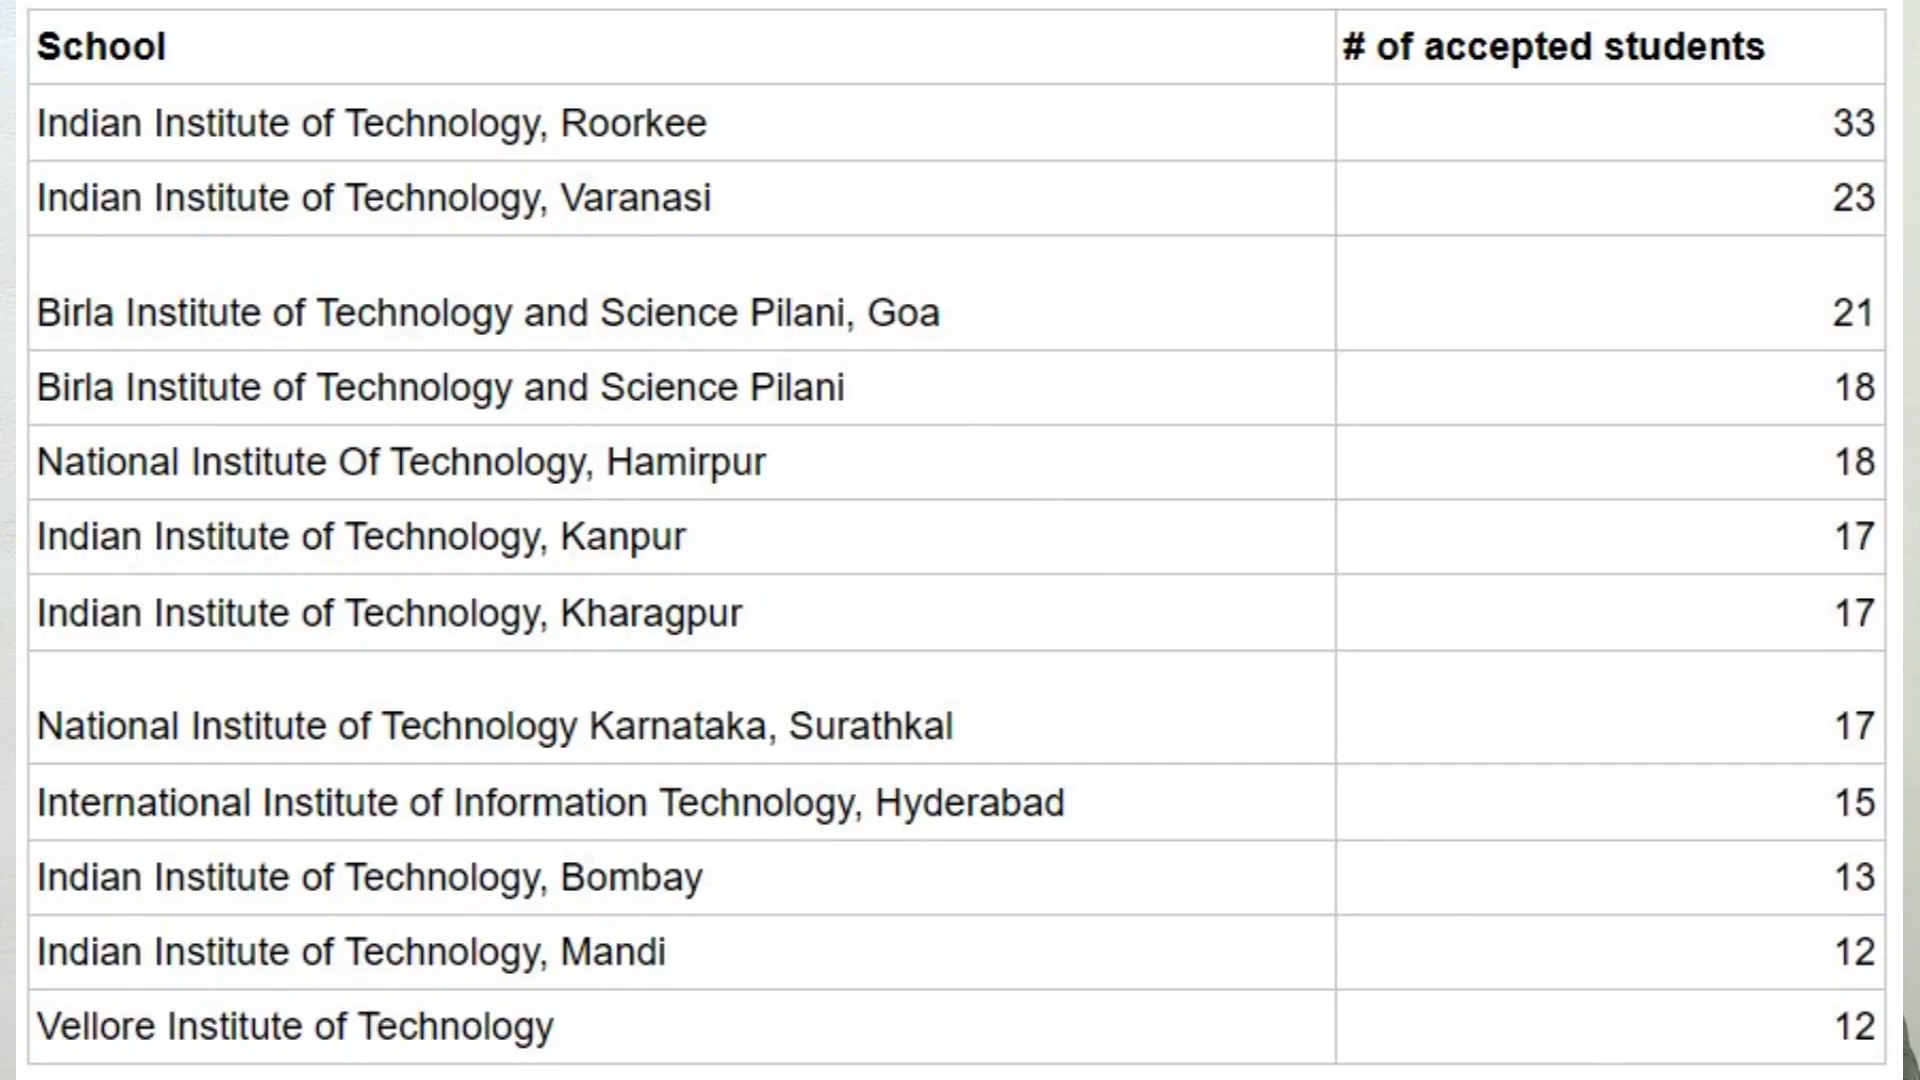 School # of accepted students
Indian Institute of Technology, Roorkee 33
Indian Institute of Technology, Varanasi 23
Birla Institute of Technology and Science Pilani, Goa 21
Birla Institute of Technology and Science Pilani 18
National Institute Of Technology, Hamirpur 18
Indian Institute of Technology, Kanpur 17
Indian Institute of Technology, Kharagpur 17
National Institute of Technology Karnataka, Surathkal 17
International Institute of Information Technology, Hyderabad 15
Indian Institute of Technology, Bombay 13
Indian Institute of Technology, Mandi 12
Vellore Institute of Technology 12